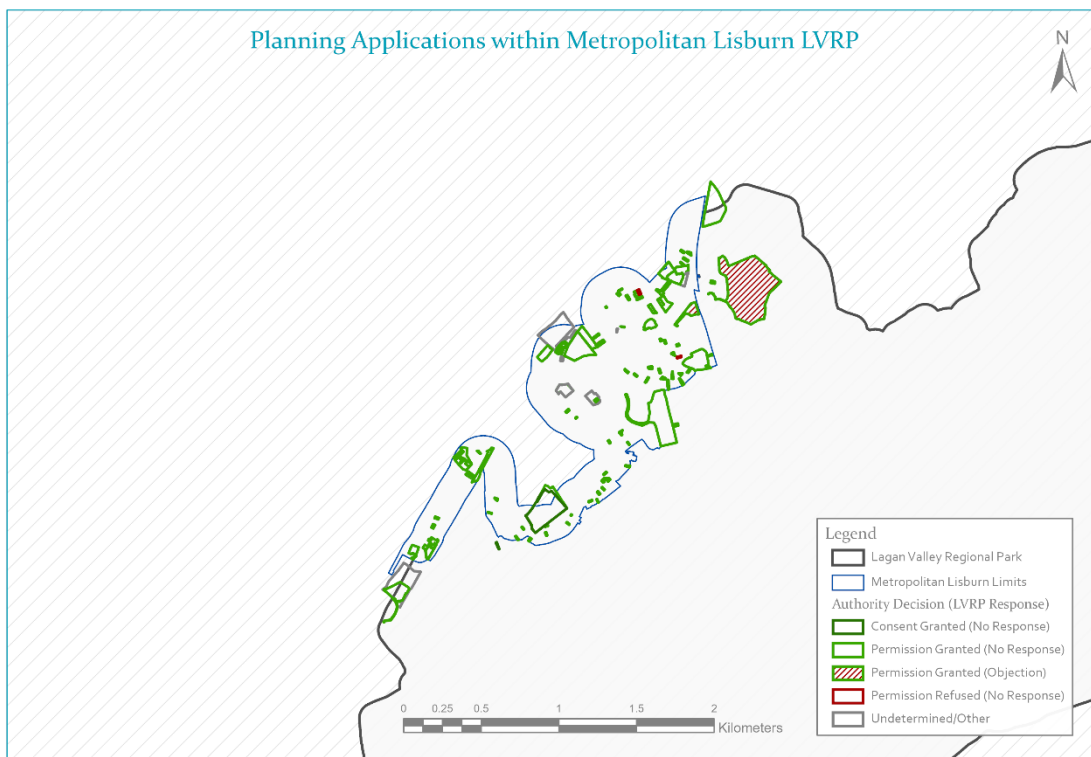 Planning Applications within Metropolitan Lisburn LVRP
N
Legend
Lagan Valley Regional Park
Metropolitan Lisburn Limits
Authority Decision (LVRP Response)
Consent Granted (No Response)
Permission Granted (No Response)
Permission Granted (Objection)
Permission Refused (No Response)
Undetermined/Other
0 0.25 0.5 1 1.5 2
Kilometers